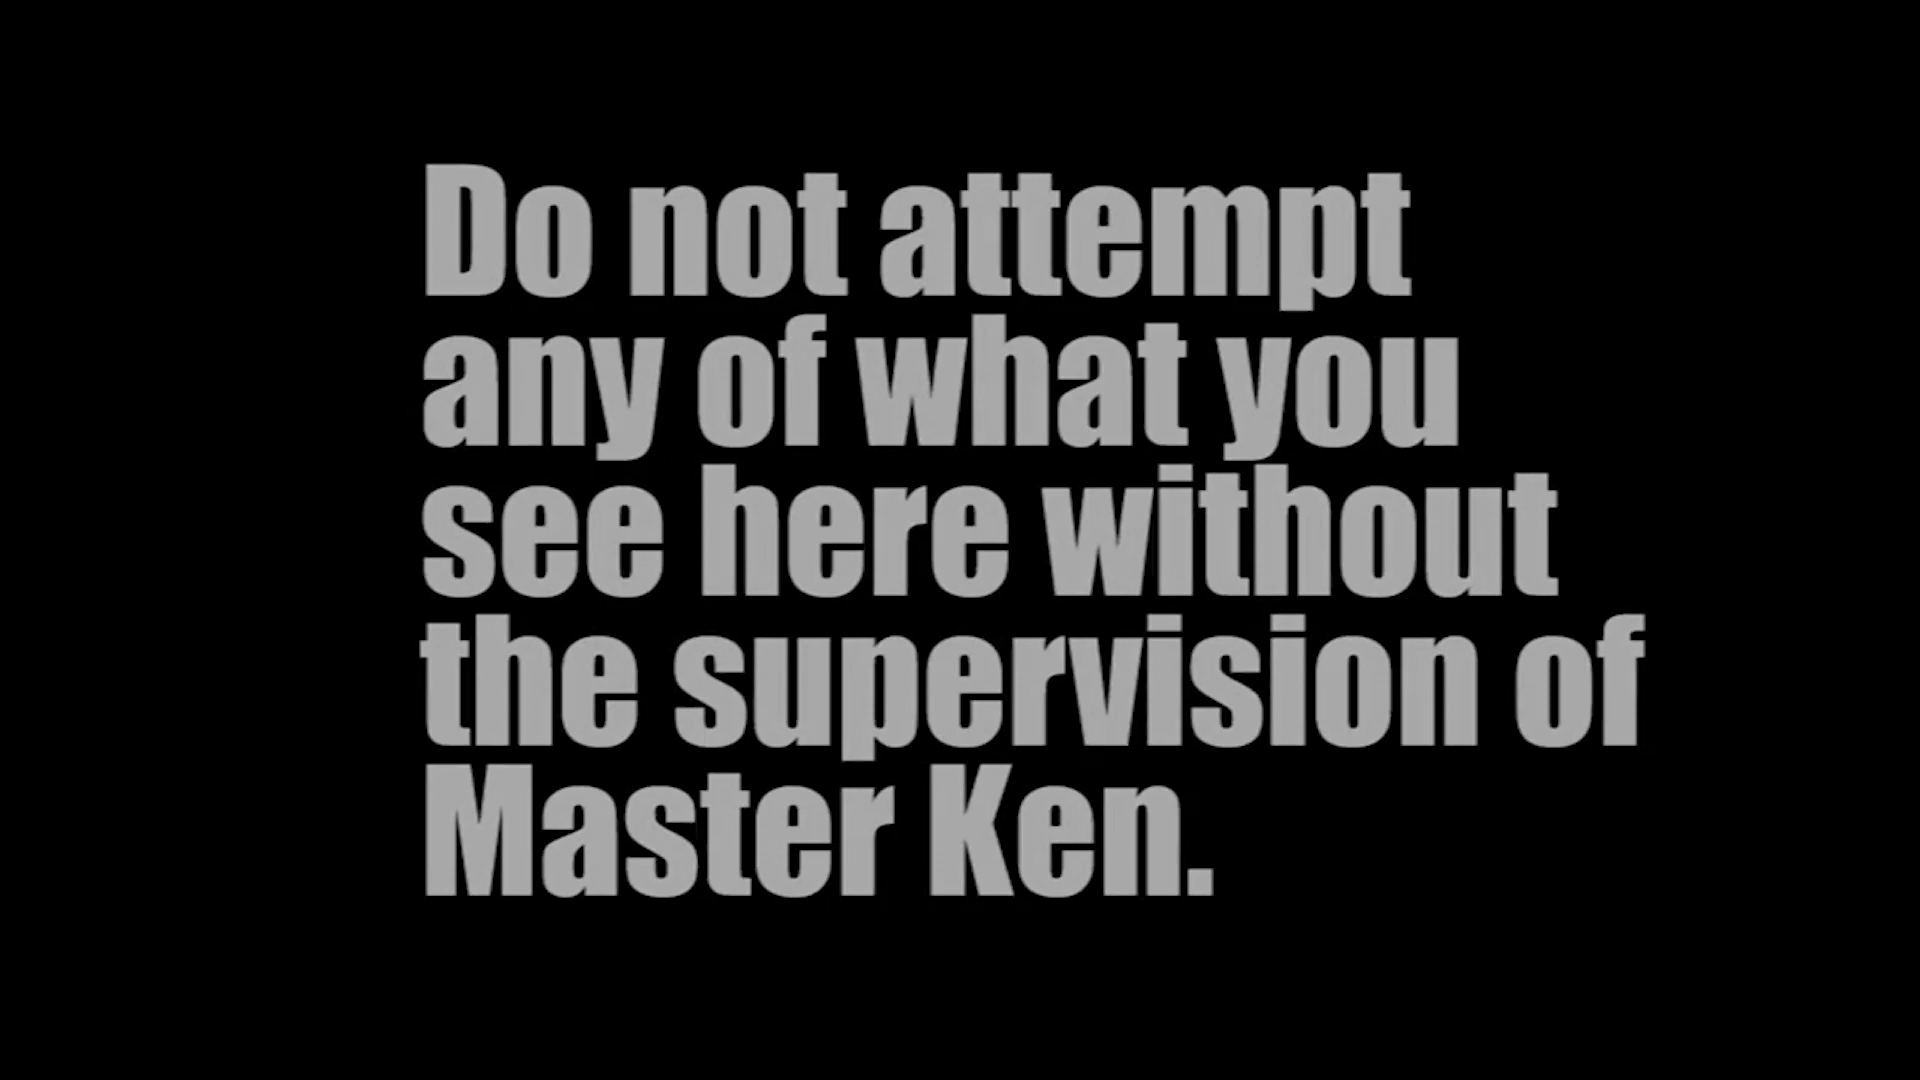 Do not attempt
any of what you
see here without
the supervision of
Master Ken.